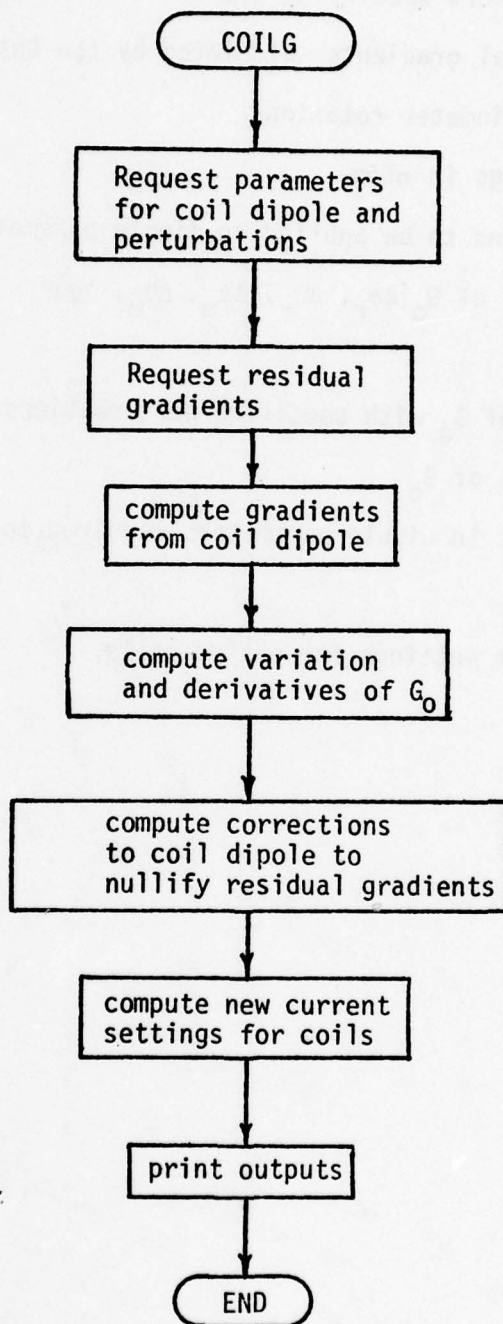 COILG
Request parameters
for coil dipole and
perturbations
Request residual
gradients
compute gradients
from coil dipole
compute variation
and derivatives of G₀
compute corrections
to coil dipole to
nullify residual gradients
compute new current
settings for coils
print outputs
END